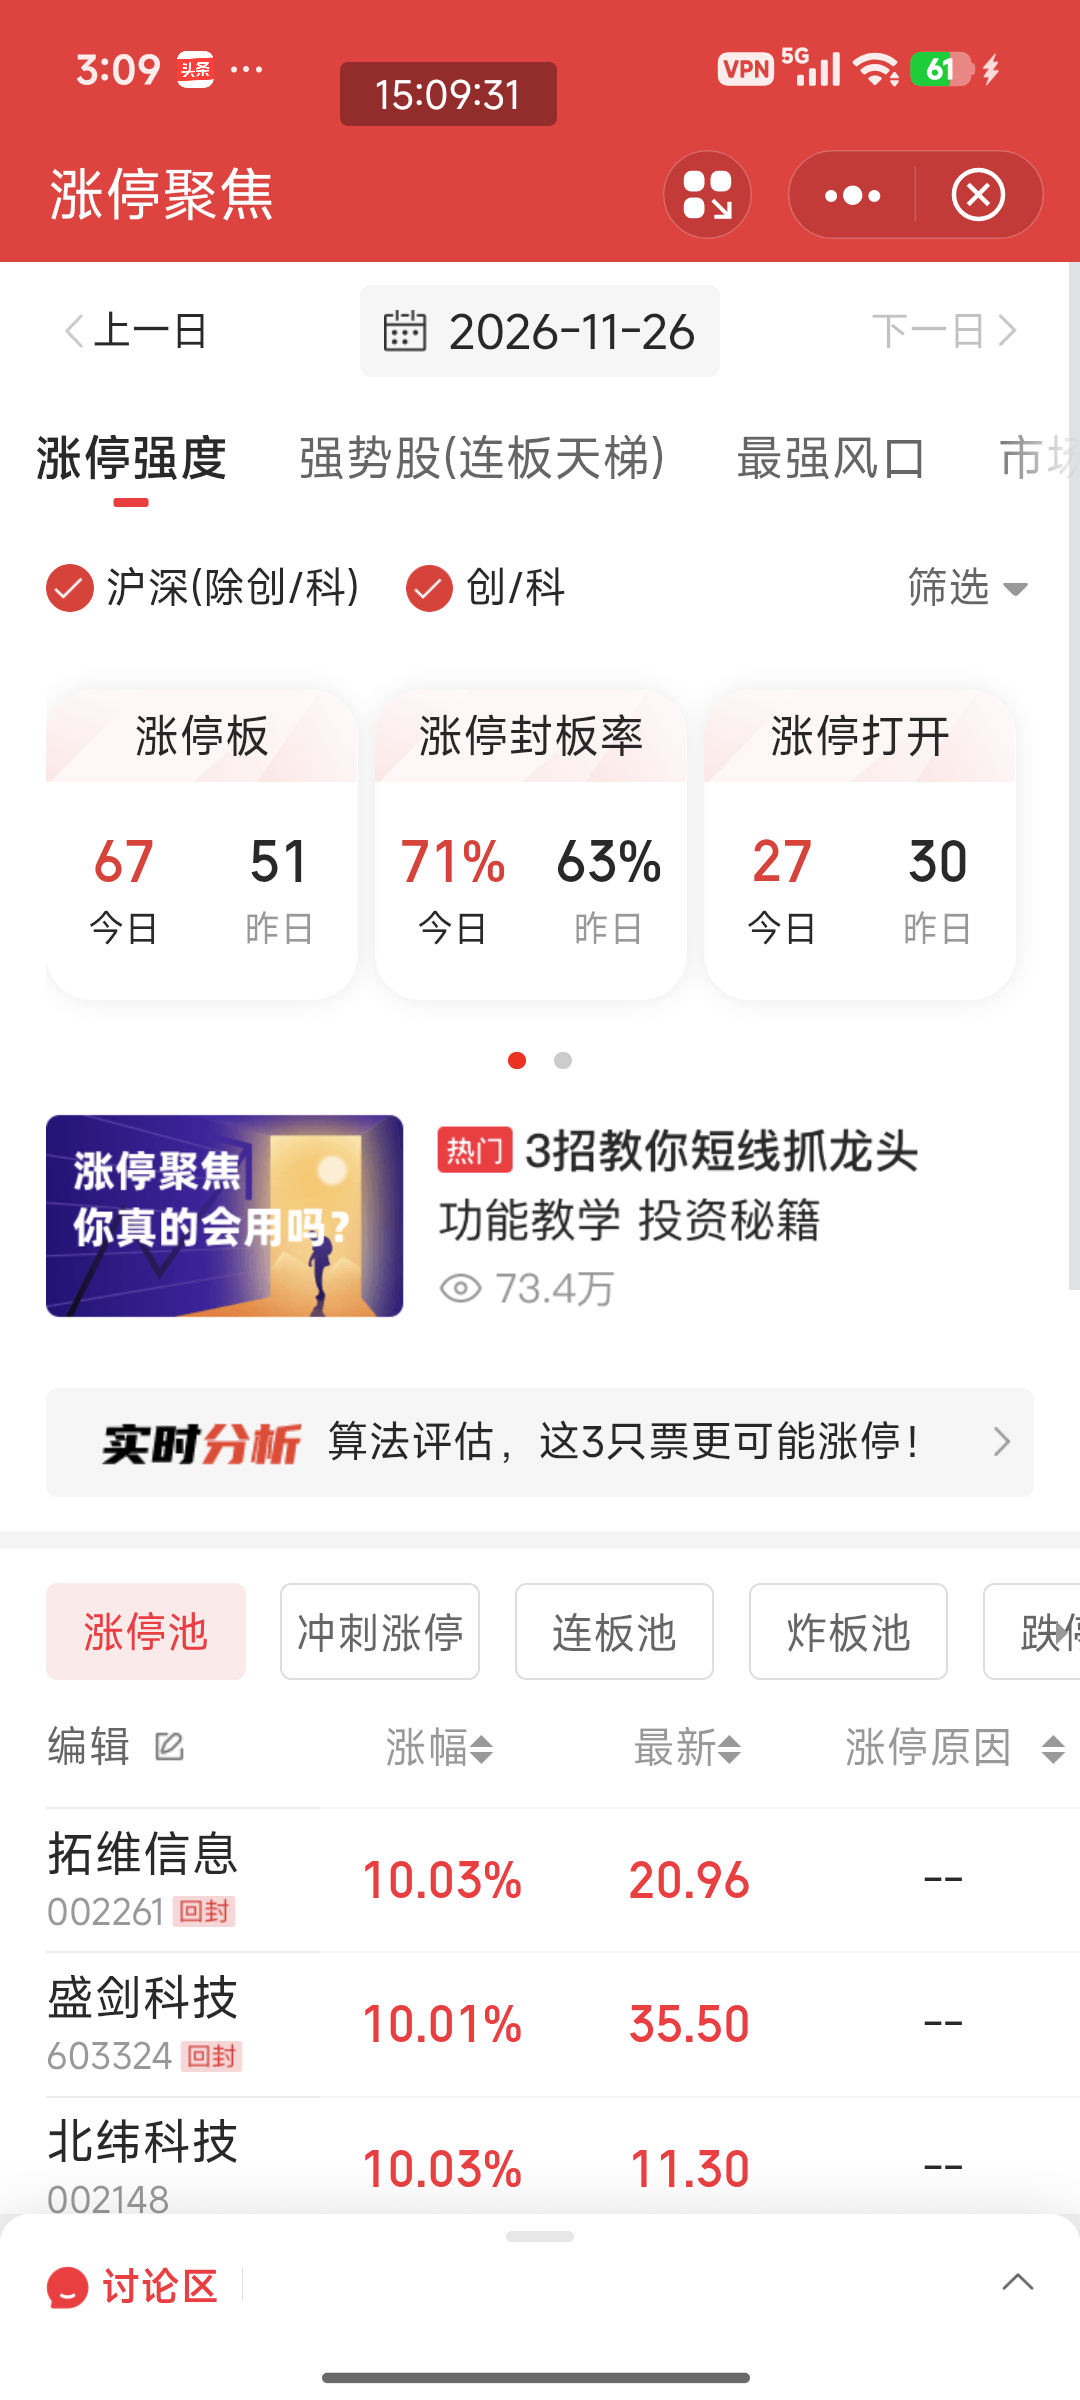 3:09 头条 ...
VPN 5G 61
15:09:31
涨停聚焦
上一日 2026-11-26 下一日
涨停强度 强势股(连板天梯) 最强风口 市场
沪深(除创/科) 创/科 筛选
涨停板 涨停封板率 涨停打开
67 51 71% 63% 27 30
今日 昨日 今日 昨日 今日 昨日
涨停聚焦
你真的会用吗?
热门 3招教你短线抓龙头
功能教学 投资秘籍
73.4万
实时分析 算法评估，这3只票更可能涨停！
涨停池 冲刺涨停 连板池 炸板池 跌停
编辑 涨幅 最新 涨停原因
拓维信息
002261 回封 10.03% 20.96 --
盛剑科技
603324 回封 10.01% 35.50 --
北纬科技
002148 10.03% 11.30 --
讨论区